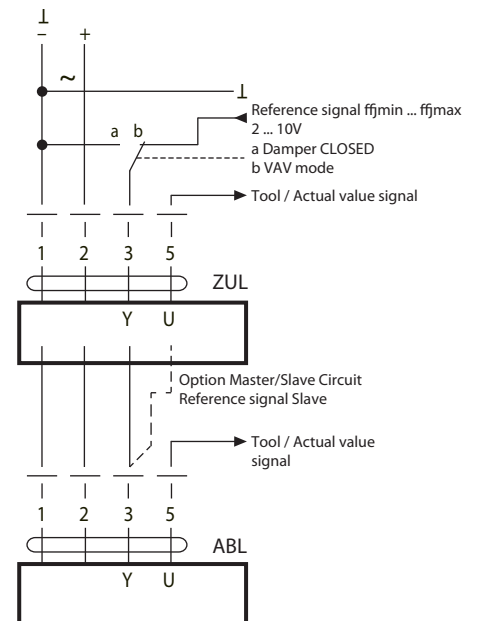 ⊥
− +
~
⊥
Reference signal ffjmin ... ffjmax
2 ... 10V
a b
a Damper CLOSED
b VAV mode
Tool / Actual value signal
1 2 3 5
ZUL
Y U
Option Master/Slave Circuit
Reference signal Slave
Tool / Actual value
signal
1 2 3 5
ABL
Y U